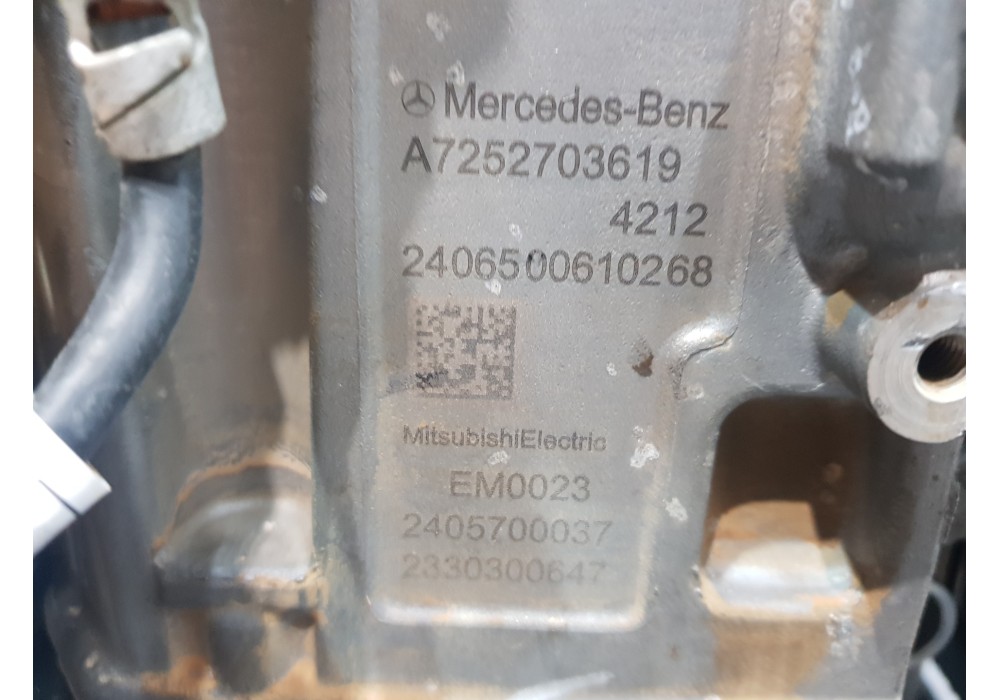 Mercedes-Benz
A7252703619
4212
2406500610268
MitsubishiElectric
EM0023
2405700037
2330300647